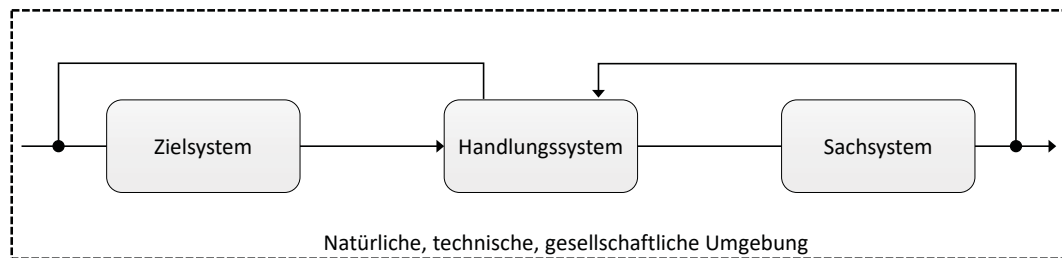 Zielsystem
Handlungssystem
Sachsystem
Natürliche, technische, gesellschaftliche Umgebung